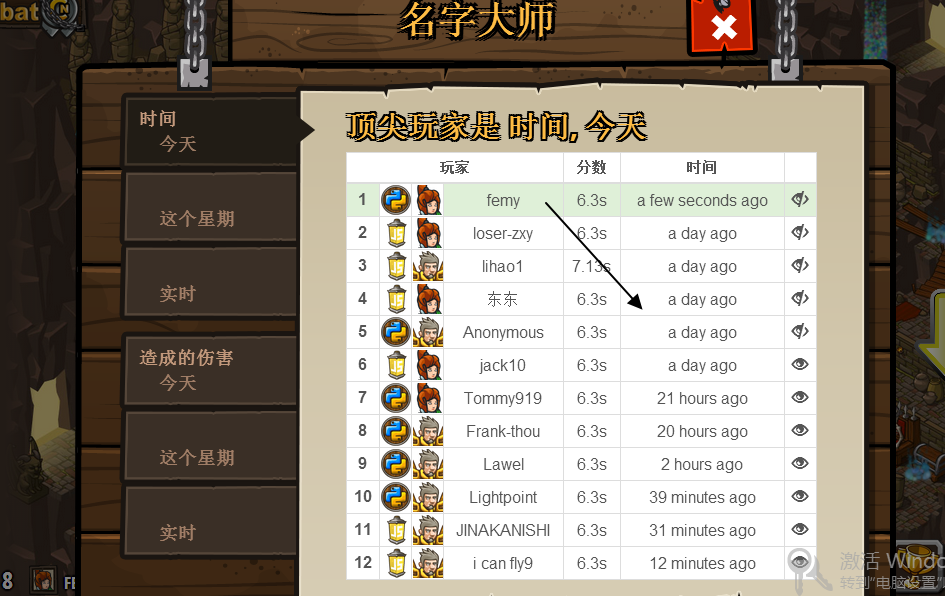 bat
名字大师
时间
今天
这个星期
实时
造成的伤害
今天
这个星期
实时
顶尖玩家是 时间, 今天
玩家 分数 时间
1 femy 6.3s a few seconds ago
2 JS loser-zxy 6.3s a day ago
3 JS lihao1 7.13s a day ago
4 JS 东东 6.3s a day ago
5 Anonymous 6.3s a day ago
6 JS jack10 6.3s a day ago
7 Tommy919 6.3s 21 hours ago
8 Frank-thou 6.3s 20 hours ago
9 Lawel 6.3s 2 hours ago
10 Lightpoint 6.3s 39 minutes ago
11 JS JINAKANISHI 6.3s 31 minutes ago
12 JS i can fly9 6.3s 12 minutes ago
8
激活 Windo
转到"电脑设置"